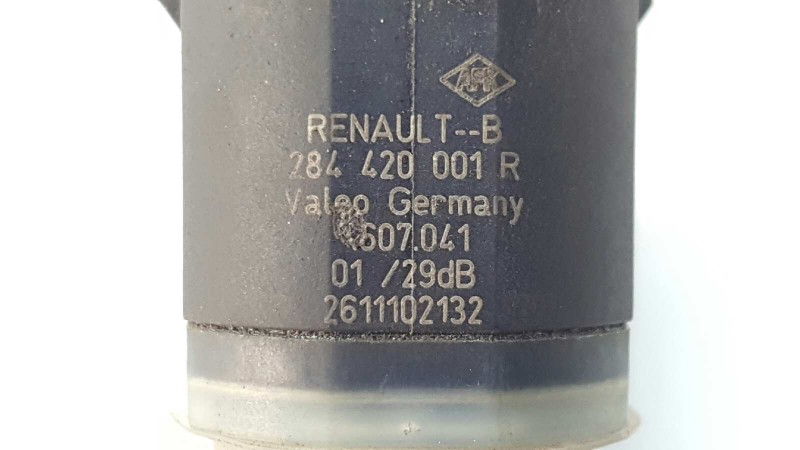 RENAULT--B
284 420 001 R
Valeo Germany
607.041
01 /29dB
2611102132